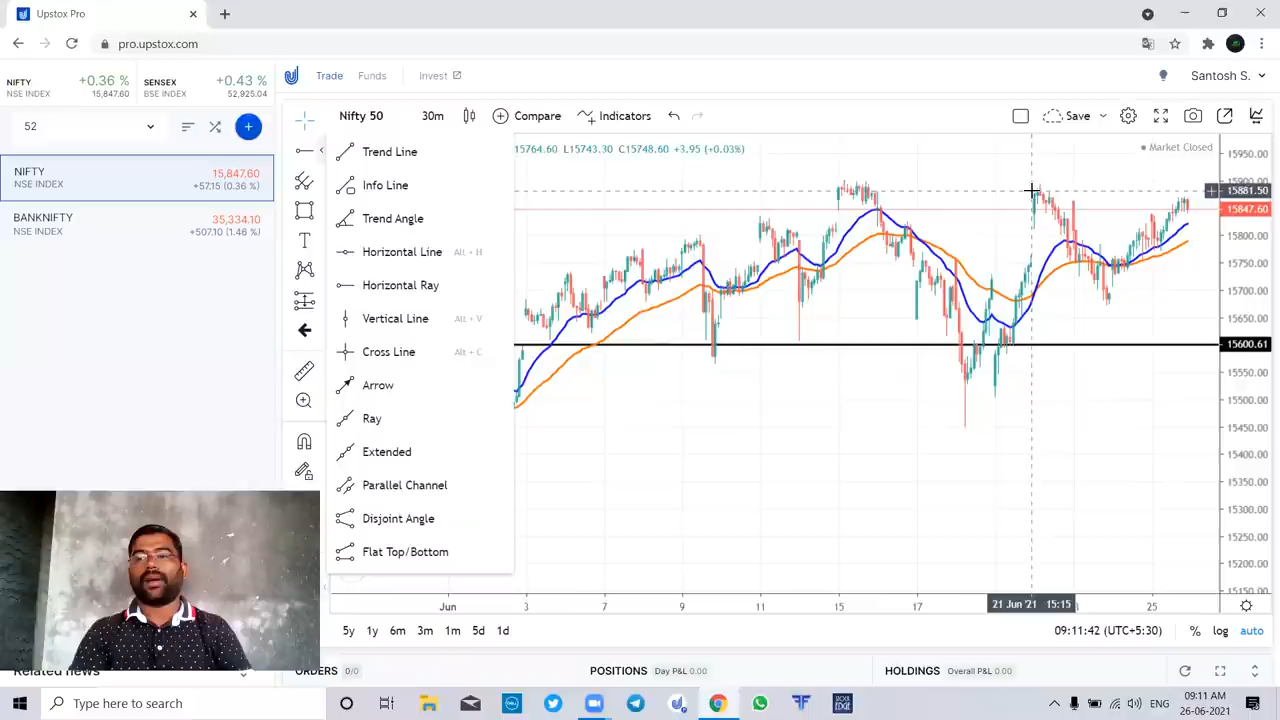 Upstox Pro
pro.upstox.com
NIFTY +0.36 %
NSE INDEX 15,847.60
SENSEX +0.43 %
BSE INDEX 52,925.04
Trade Funds Invest
Santosh S.
52
NIFTY 15,847.60
NSE INDEX +57.15 (0.36 %)
BANKNIFTY 35,334.10
NSE INDEX +507.10 (1.46 %)
Nifty 50 30m Compare Indicators Save
15764.60 L15743.30 C15748.60 +3.95 (+0.03%)
Market Closed
Trend Line
Info Line
Trend Angle
Horizontal Line Alt + H
Horizontal Ray
Vertical Line Alt + V
Cross Line Alt + C
Arrow
Ray
Extended
Parallel Channel
Disjoint Angle
Flat Top/Bottom
15950.00
15881.50
15847.60
15800.00
15750.00
15700.00
15650.00
15600.61
15550.00
15500.00
15450.00
15400.00
15350.00
15300.00
15250.00
15200.00
Jun 3 7 9 11 15 17 21 Jun '21 15:15 25
5y 1y 6m 3m 1m 5d 1d
09:11:42 (UTC+5:30) % log auto
Related news
ORDERS 0/0
POSITIONS Day P&L 0.00
HOLDINGS Overall P&L 0.00
Type here to search
ENG
09:11 AM
26-06-2021